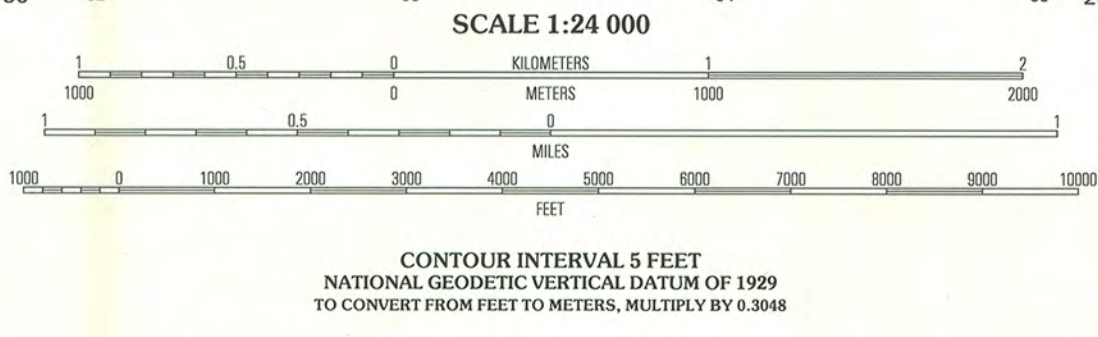 SCALE 1:24 000
1 0.5 0 KILOMETERS 1 2
1000 0 METERS 1000 2000
1 0.5 0 1
MILES
1000 0 1000 2000 3000 4000 5000 6000 7000 8000 9000 10000
FEET
CONTOUR INTERVAL 5 FEET
NATIONAL GEODETIC VERTICAL DATUM OF 1929
TO CONVERT FROM FEET TO METERS, MULTIPLY BY 0.3048